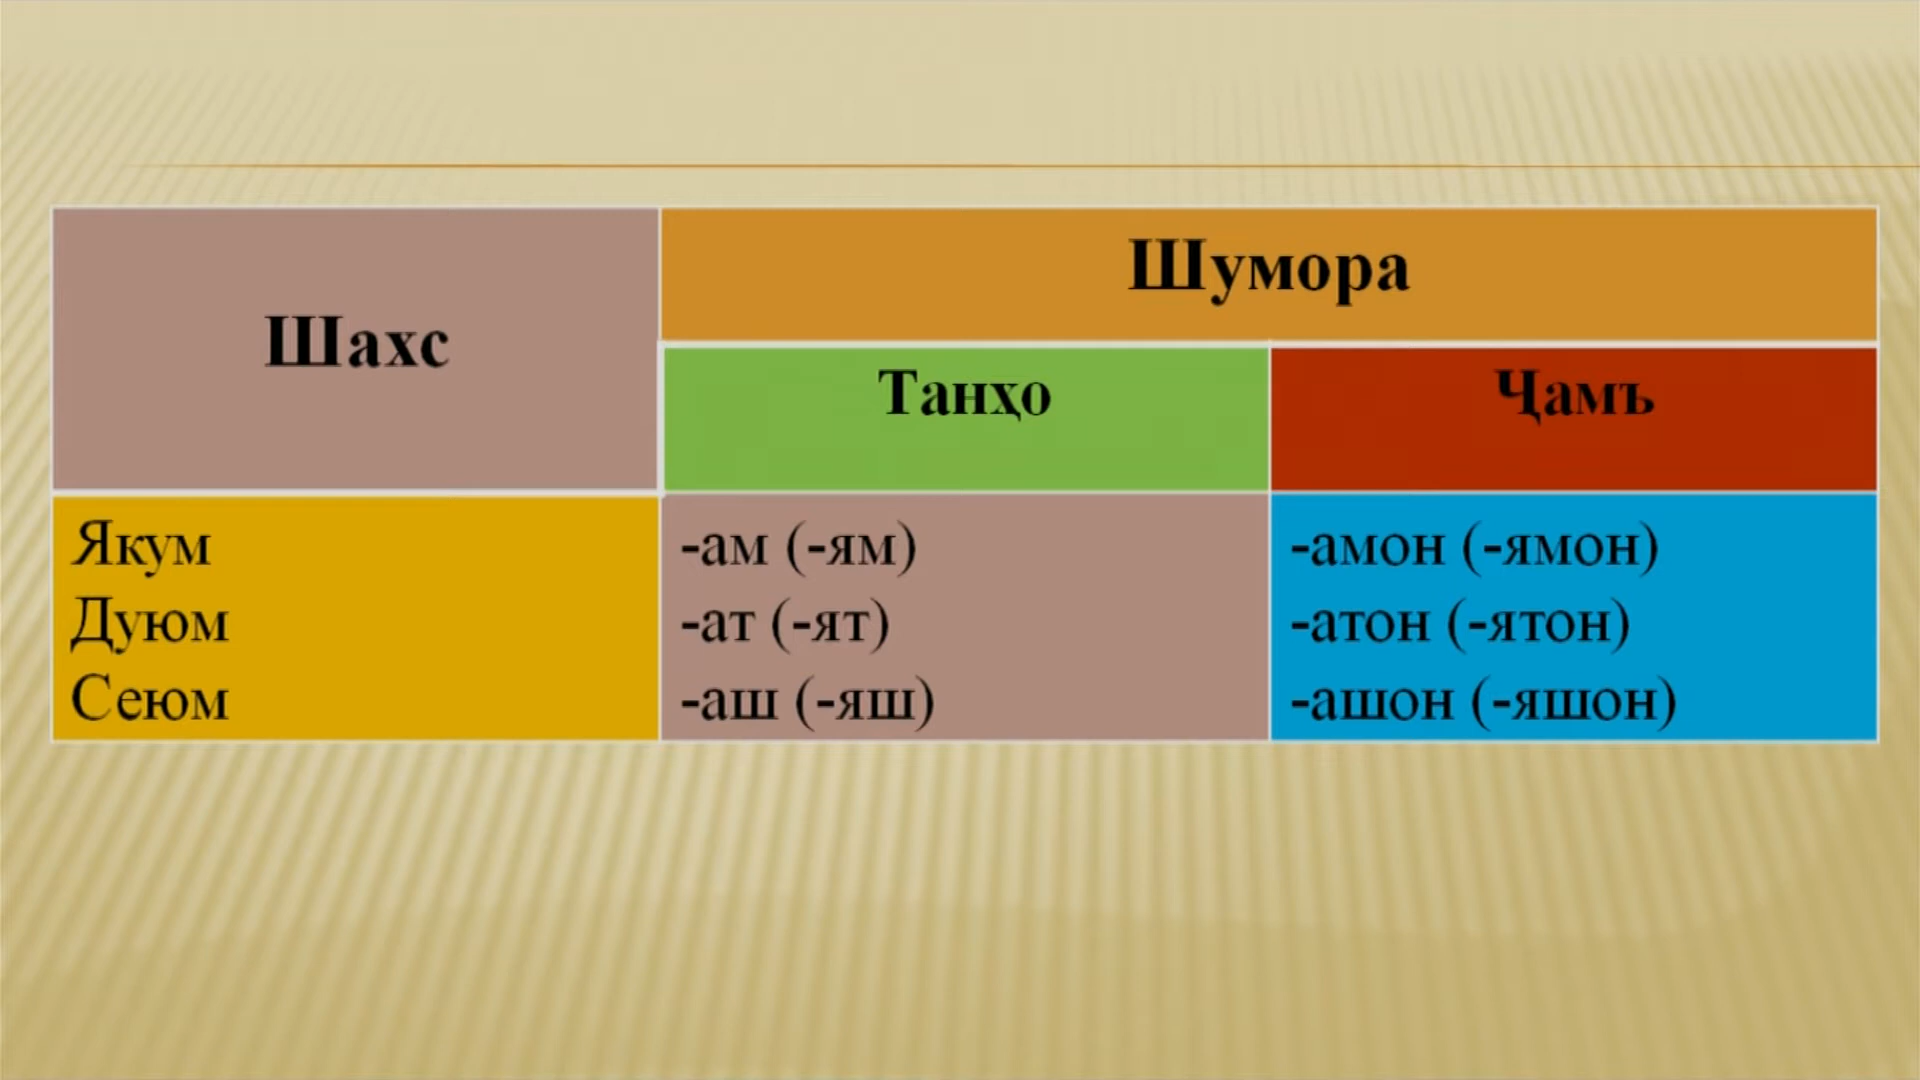 Шахс
Шумора
Танҳо
Ҷамъ
Якум
Дуюм
Сеюм
-ам (-ям)
-ат (-ят)
-аш (-яш)
-амон (-ямон)
-атон (-ятон)
-ашон (-яшон)